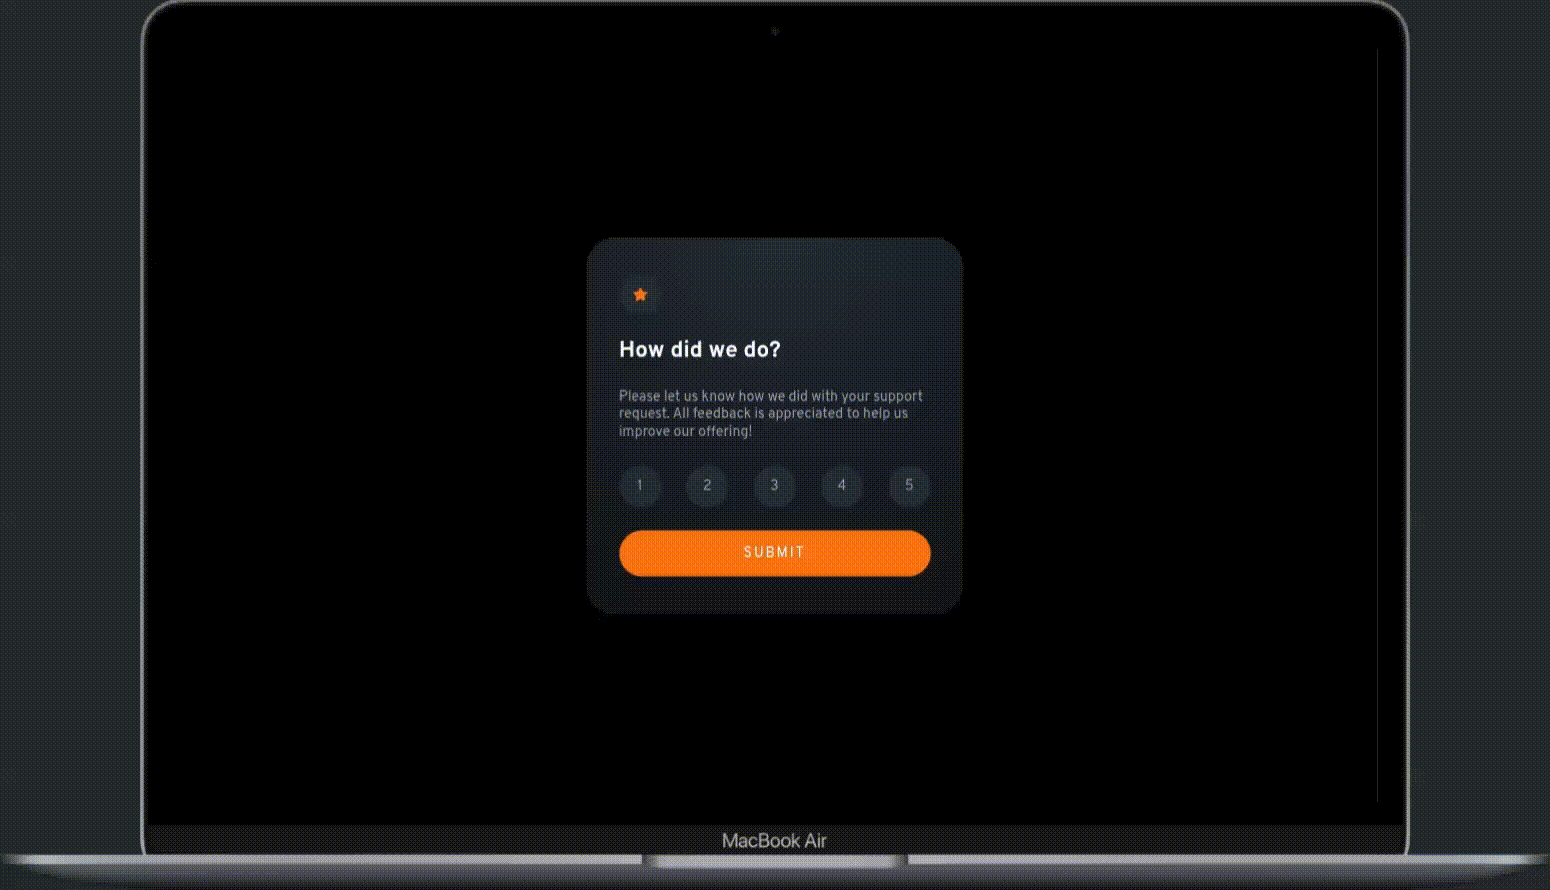 How did we do?
Please let us know how we did with your support
request. All feedback is appreciated to help us
improve our offering!
1 2 3 4 5
SUBMIT
MacBook Air